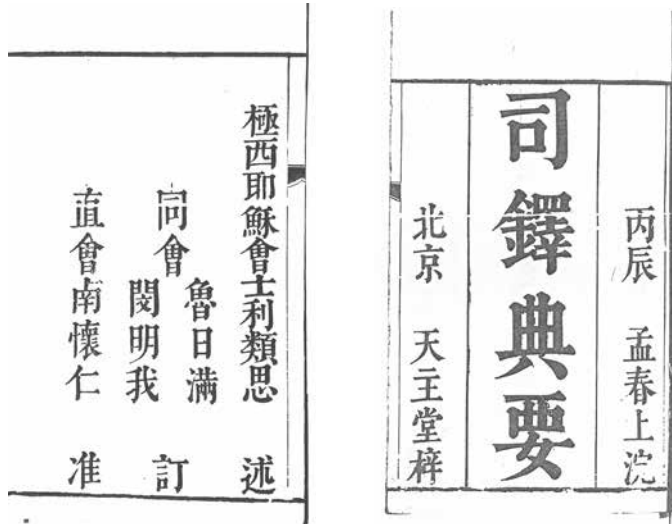 丙辰 孟春上浣
司鐸典要
北京 天主堂梓
極西耶穌會士利類思 述
同會 魯日滿
閔明我 訂
直會南懷仁 准